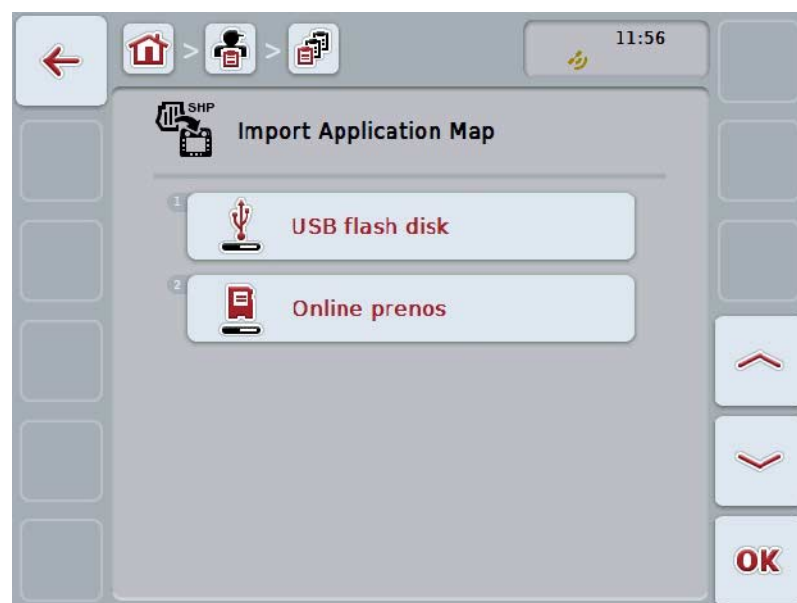 > >
11:56
SHP
Import Application Map
1
USB flash disk
2
Online prenos
OK